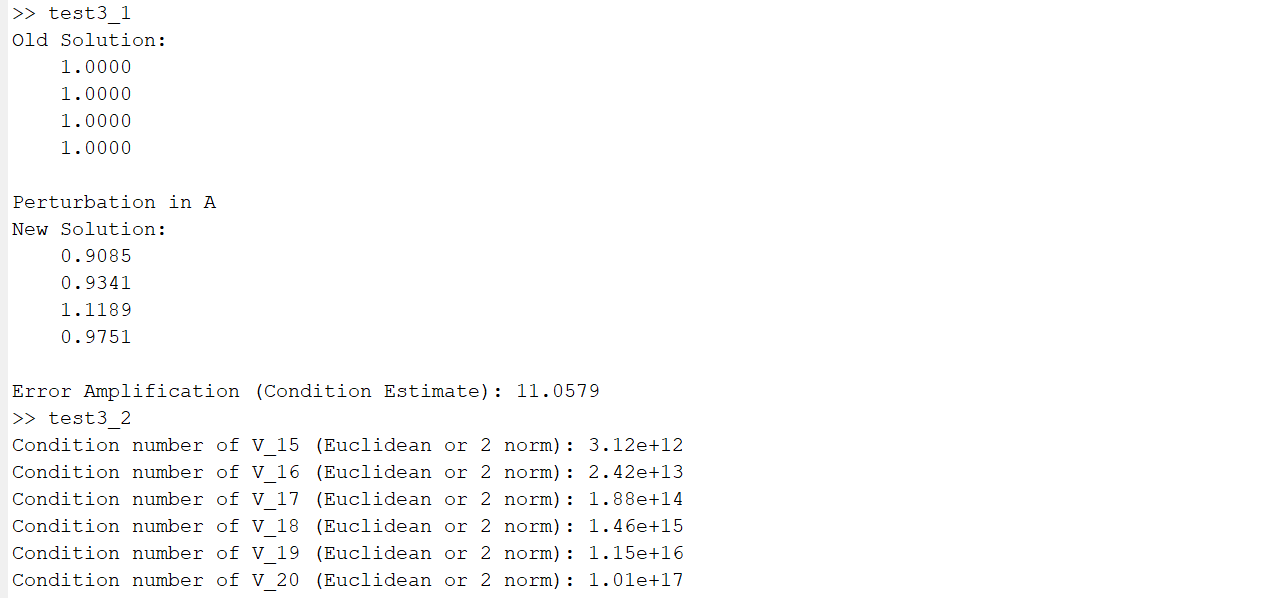 >> test3_1
Old Solution:
1.0000
1.0000
1.0000
1.0000
Perturbation in A
New Solution:
0.9085
0.9341
1.1189
0.9751
Error Amplification (Condition Estimate): 11.0579
>> test3_2
Condition number of V_15 (Euclidean or 2 norm): 3.12e+12
Condition number of V_16 (Euclidean or 2 norm): 2.42e+13
Condition number of V_17 (Euclidean or 2 norm): 1.88e+14
Condition number of V_18 (Euclidean or 2 norm): 1.46e+15
Condition number of V_19 (Euclidean or 2 norm): 1.15e+16
Condition number of V_20 (Euclidean or 2 norm): 1.01e+17